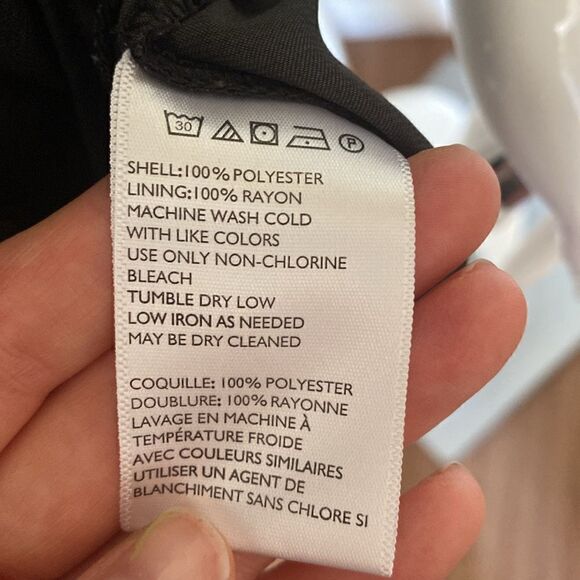 30 P
SHELL:100% POLYESTER
LINING:100% RAYON
MACHINE WASH COLD
WITH LIKE COLORS
USE ONLY NON-CHLORINE
BLEACH
TUMBLE DRY LOW
LOW IRON AS NEEDED
MAY BE DRY CLEANED
COQUILLE: 100% POLYESTER
DOUBLURE: 100% RAYONNE
LAVAGE EN MACHINE À
TEMPÉRATURE FROIDE
AVEC COULEURS SIMILAIRES
UTILISER UN AGENT DE
BLANCHIMENT SANS CHLORE SI